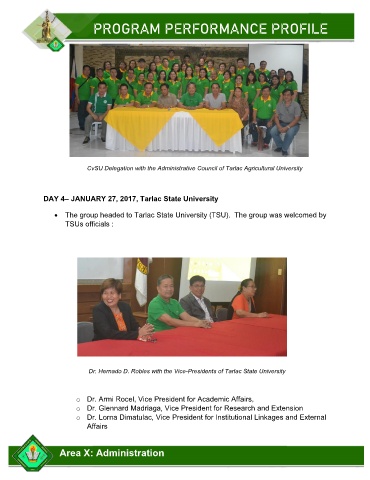 PROGRAM PERFORMANCE PROFILE
CvSU Delegation with the Administrative Council of Tarlac Agricultural University
DAY 4– JANUARY 27, 2017, Tarlac State University
• The group headed to Tarlac State University (TSU). The group was welcomed by
TSUs officials :
Dr. Hernado D. Robles with the Vice-Presidents of Tarlac State University
o Dr. Armi Rocel, Vice President for Academic Affairs,
o Dr. Glennard Madriaga, Vice President for Research and Extension
o Dr. Lorna Dimatulac, Vice President for Institutional Linkages and External
Affairs
Area X: Administration